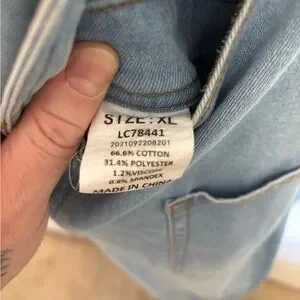 SIZE: XL
LC78441
2021092208201
66.6% COTTON
31.4% POLYESTER
1.2% VISCOSE
0.8% SPANDEX
MADE IN CHINA